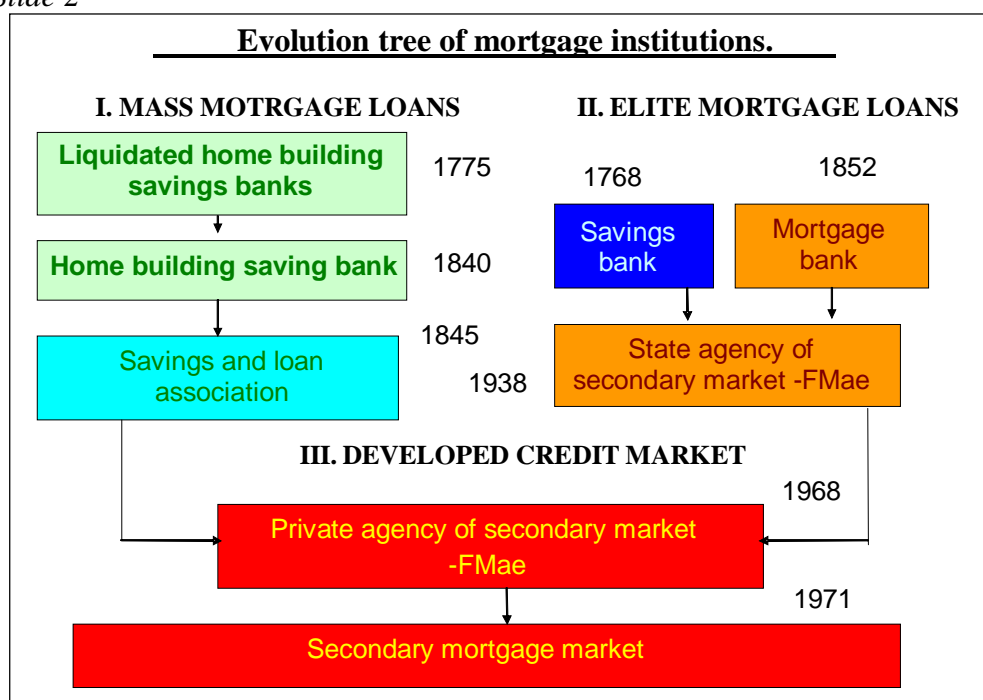 Slide 2
Evolution tree of mortgage institutions.
I. MASS MOTRGAGE LOANS
II. ELITE MORTGAGE LOANS
Liquidated home building
savings banks
1775
1768
1852
Savings
bank
Mortgage
bank
Home building saving bank
1840
1845
Savings and loan
association
1938
State agency of
secondary market -FMae
III. DEVELOPED CREDIT MARKET
1968
Private agency of secondary market
-FMae
1971
Secondary mortgage market